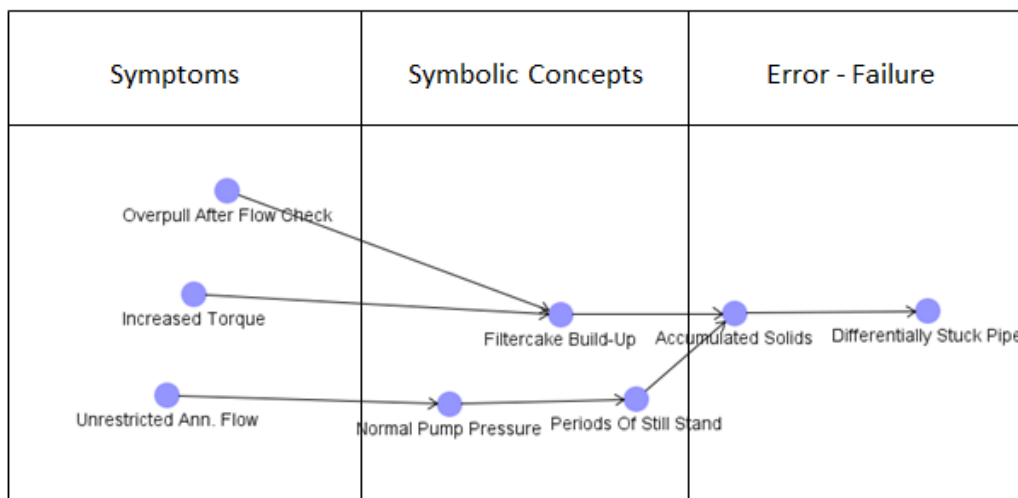 Symptoms
Symbolic Concepts
Error - Failure
Overpull After Flow Check
Increased Torque
Filtercake Build-Up
Accumulated Solids
Differentially Stuck Pipe
Unrestricted Ann. Flow
Normal Pump Pressure
Periods Of Still Stand